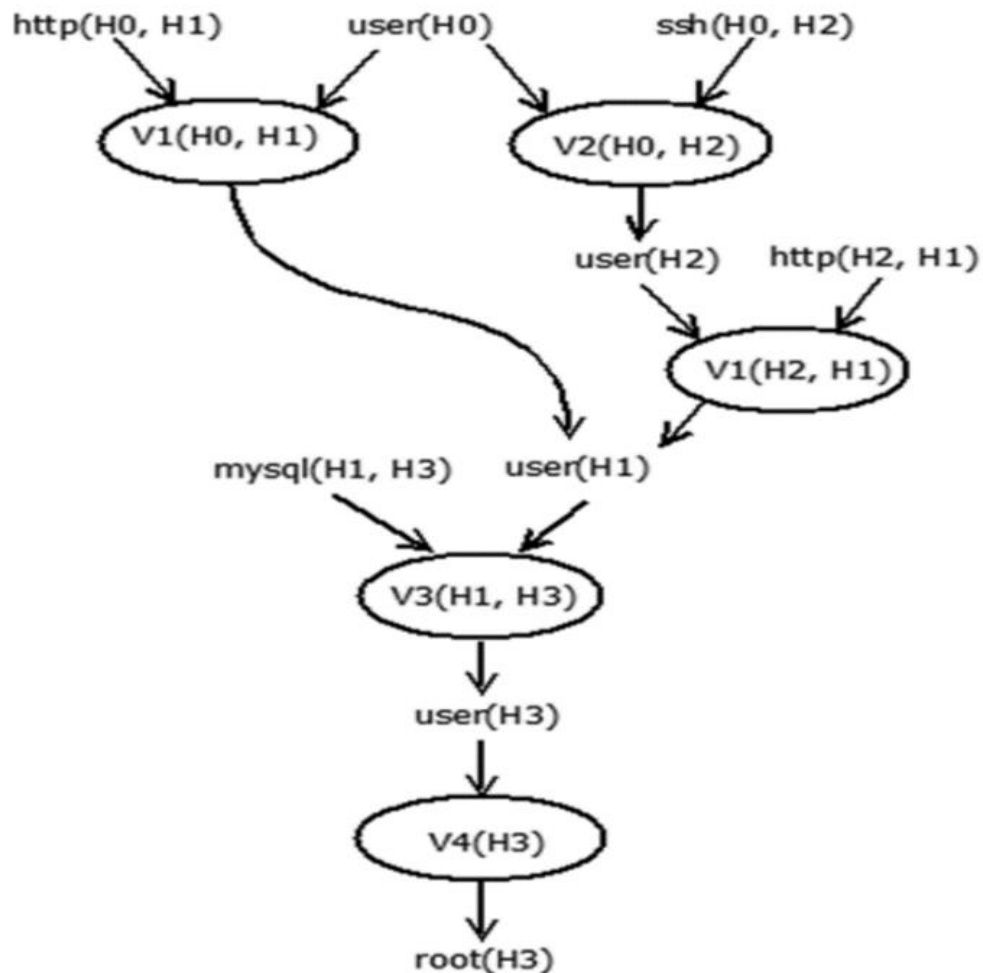 http(H0, H1) user(H0) ssh(H0, H2)
V1(H0, H1) V2(H0, H2)
user(H2) http(H2, H1)
V1(H2, H1)
mysql(H1, H3) user(H1)
V3(H1, H3)
user(H3)
V4(H3)
root(H3)